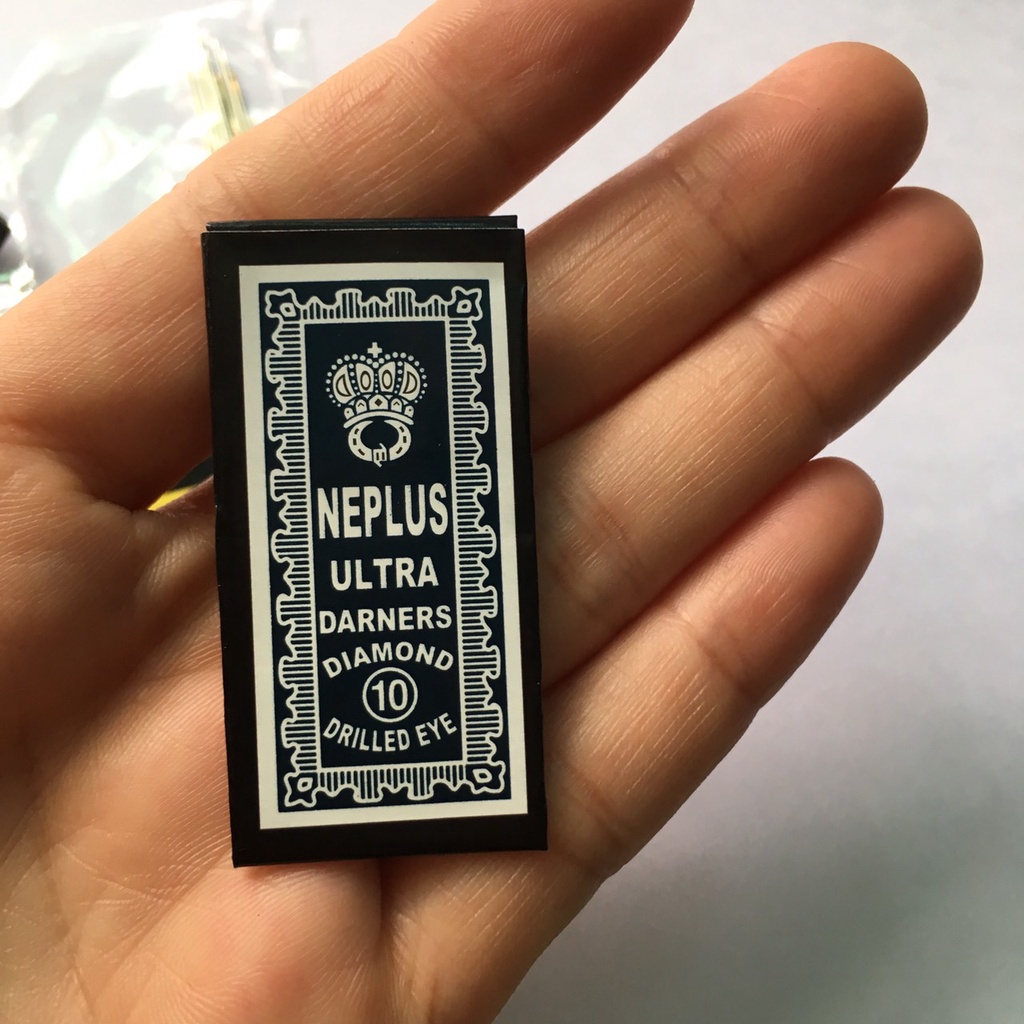 NEPLUS
ULTRA
DARNERS
DIAMOND
10
DRILLED EYE